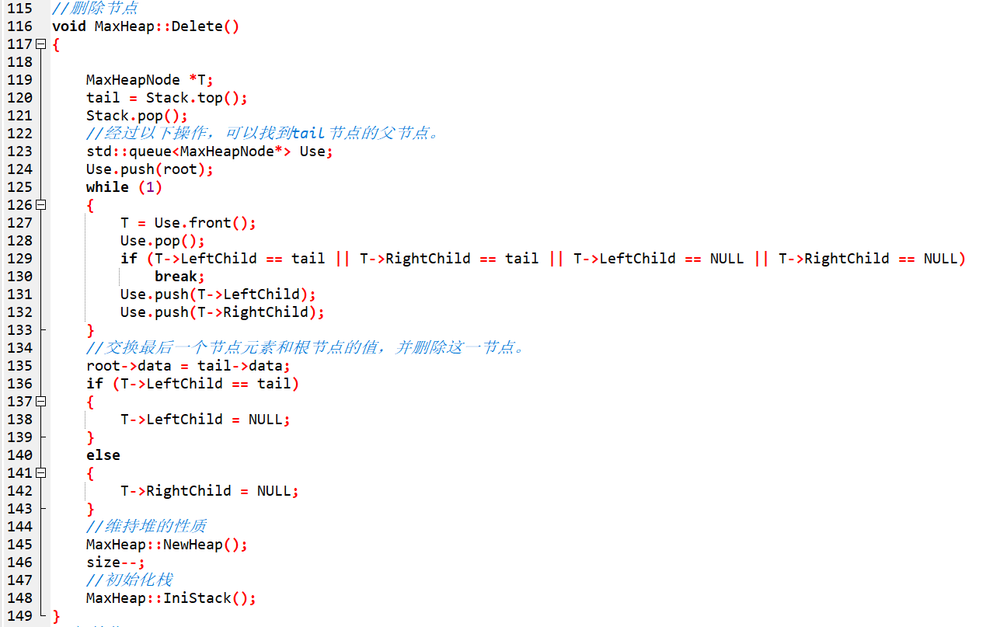 115 //删除节点
116 void MaxHeap::Delete()
117 {
118
119 MaxHeapNode *T;
120 tail = Stack.top();
121 Stack.pop();
122 //经过以下操作，可以找到tail节点的父节点。
123 std::queue<MaxHeapNode*> Use;
124 Use.push(root);
125 while (1)
126 {
127 T = Use.front();
128 Use.pop();
129 if (T->LeftChild == tail || T->RightChild == tail || T->LeftChild == NULL || T->RightChild == NULL)
130 break;
131 Use.push(T->LeftChild);
132 Use.push(T->RightChild);
133 }
134 //交换最后一个节点元素和根节点的值，并删除这一节点。
135 root->data = tail->data;
136 if (T->LeftChild == tail)
137 {
138 T->LeftChild = NULL;
139 }
140 else
141 {
142 T->RightChild = NULL;
143 }
144 //维持堆的性质
145 MaxHeap::NewHeap();
146 size--;
147 //初始化栈
148 MaxHeap::IniStack();
149 }